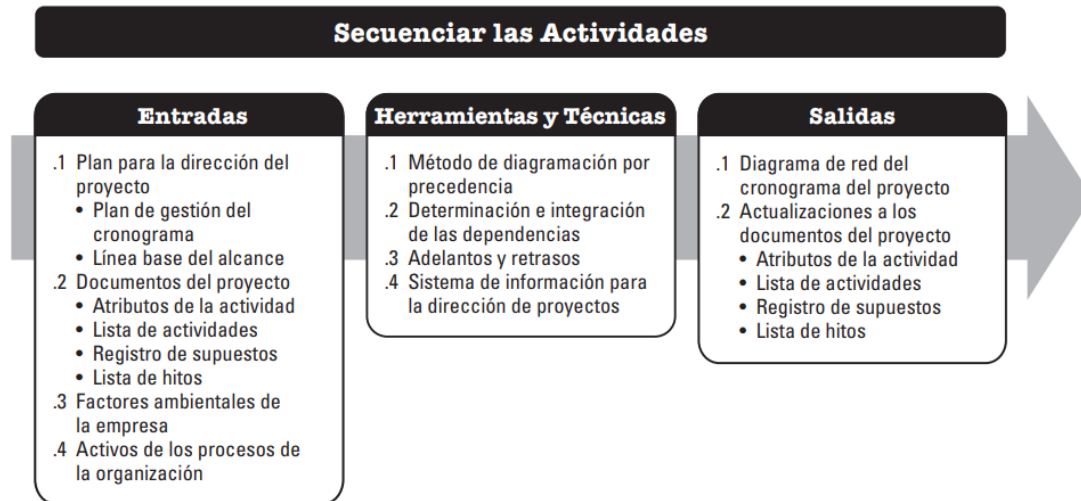 Secuenciar las Actividades
Entradas
.1 Plan para la dirección del
proyecto
• Plan de gestión del
cronograma
• Línea base del alcance
.2 Documentos del proyecto
• Atributos de la actividad
• Lista de actividades
• Registro de supuestos
• Lista de hitos
.3 Factores ambientales de
la empresa
.4 Activos de los procesos de
la organización
Herramientas y Técnicas
.1 Método de diagramación por
precedencia
.2 Determinación e integración
de las dependencias
.3 Adelantos y retrasos
.4 Sistema de información para
la dirección de proyectos
Salidas
.1 Diagrama de red del
cronograma del proyecto
.2 Actualizaciones a los
documentos del proyecto
• Atributos de la actividad
• Lista de actividades
• Registro de supuestos
• Lista de hitos